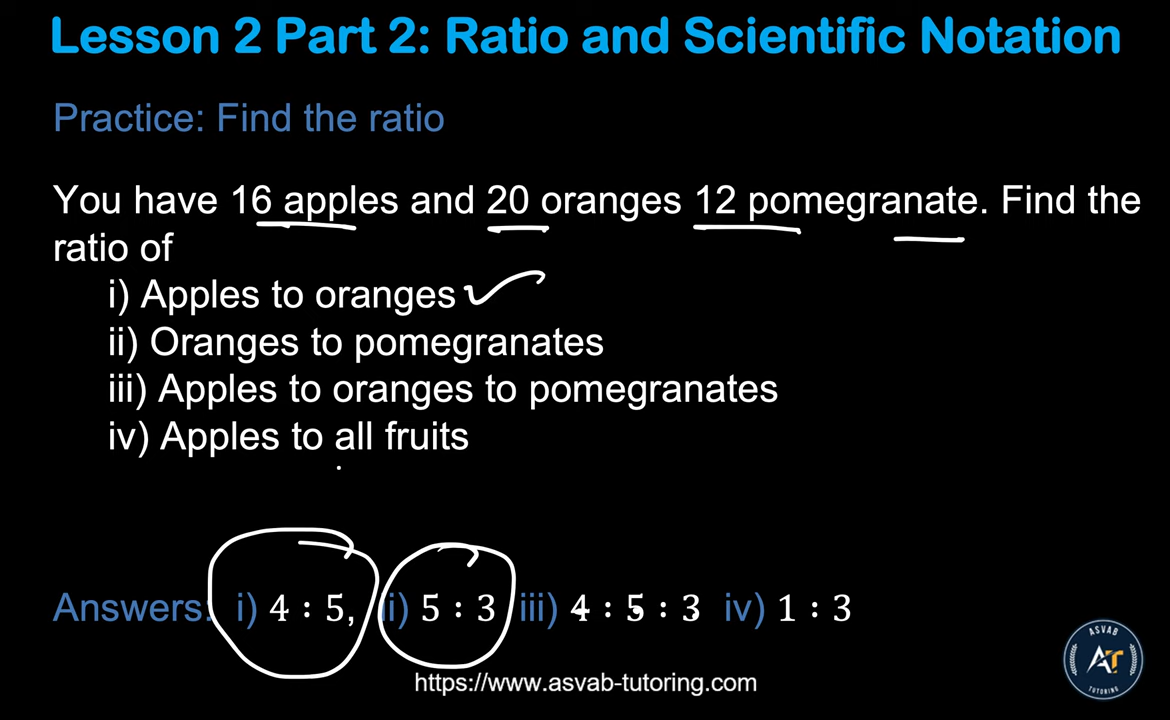 Lesson 2 Part 2: Ratio and Scientific Notation
Practice: Find the ratio
You have 16 apples and 20 oranges 12 pomegranate. Find the
ratio of
i) Apples to oranges
ii) Oranges to pomegranates
iii) Apples to oranges to pomegranates
iv) Apples to all fruits
Answers: i) 4 : 5, ii) 5 : 3 iii) 4 : 5 : 3 iv) 1 : 3
https://www.asvab-tutoring.com
ASVAB
AT
TUTORING